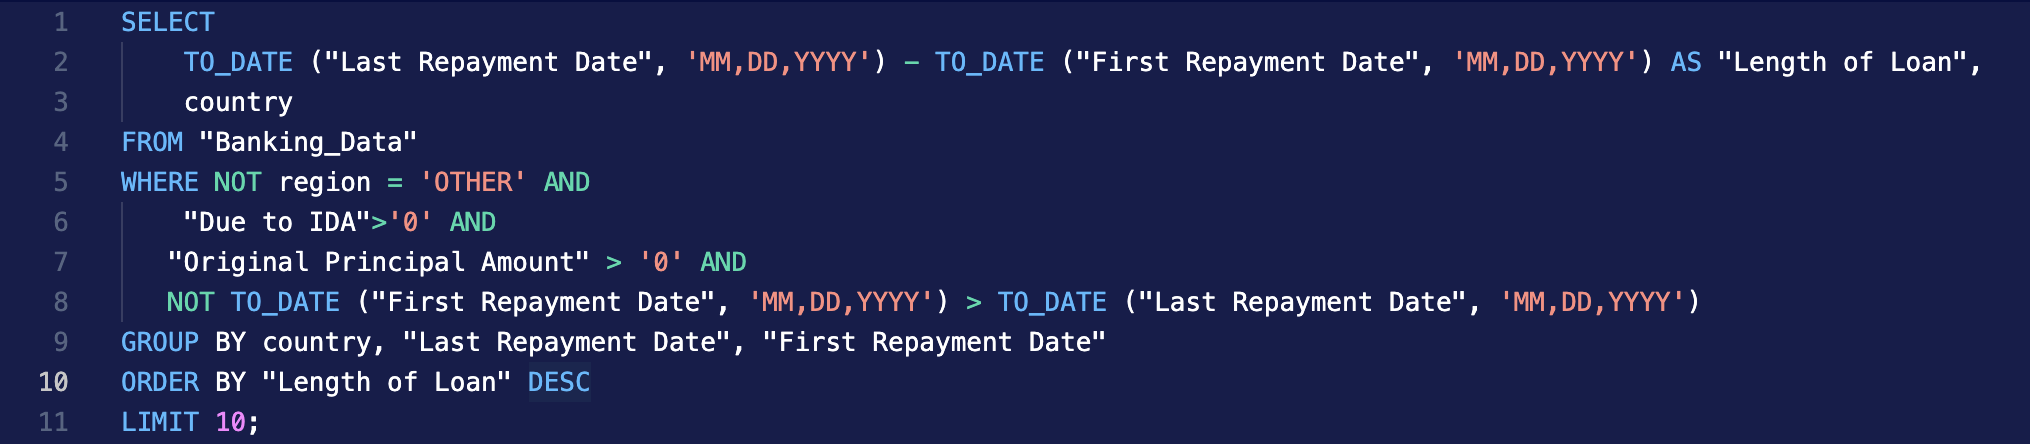 1 SELECT
2 TO_DATE ("Last Repayment Date", 'MM,DD,YYYY') - TO_DATE ("First Repayment Date", 'MM,DD,YYYY') AS "Length of Loan",
3 country
4 FROM "Banking_Data"
5 WHERE NOT region = 'OTHER' AND
6 "Due to IDA">'0' AND
7 "Original Principal Amount" > '0' AND
8 NOT TO_DATE ("First Repayment Date", 'MM,DD,YYYY') > TO_DATE ("Last Repayment Date", 'MM,DD,YYYY')
9 GROUP BY country, "Last Repayment Date", "First Repayment Date"
10 ORDER BY "Length of Loan" DESC
11 LIMIT 10;